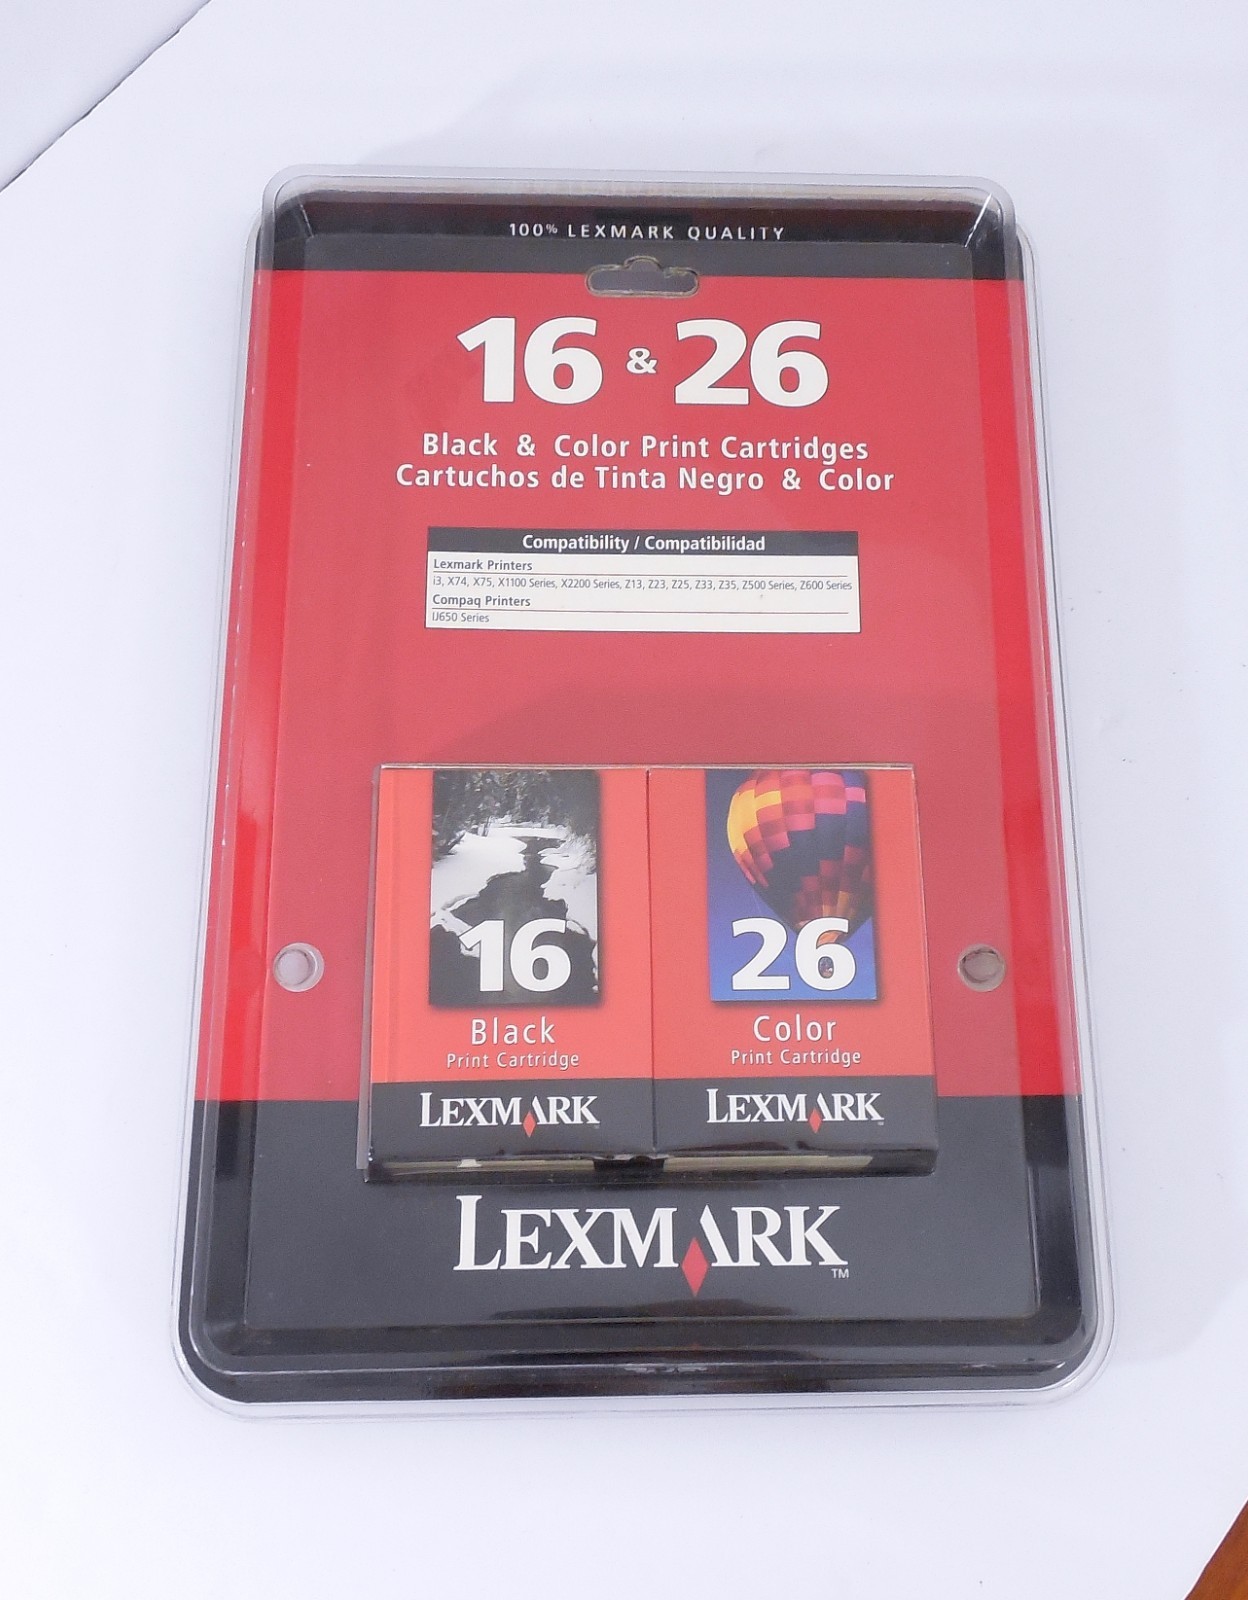 100% LEXMARK QUALITY
16 & 26
Black & Color Print Cartridges
Cartuchos de Tinta Negro & Color
Compatibility / Compatibilidad
Lexmark Printers
i3, X74, X75, X1100 Series, X2200 Series, Z13, Z23, Z25, Z33, Z35, Z500 Series, Z600 Series
Compaq Printers
IJ650 Series
16
Black
Print Cartridge
LEXMARK
26
Color
Print Cartridge
LEXMARK
LEXMARK™